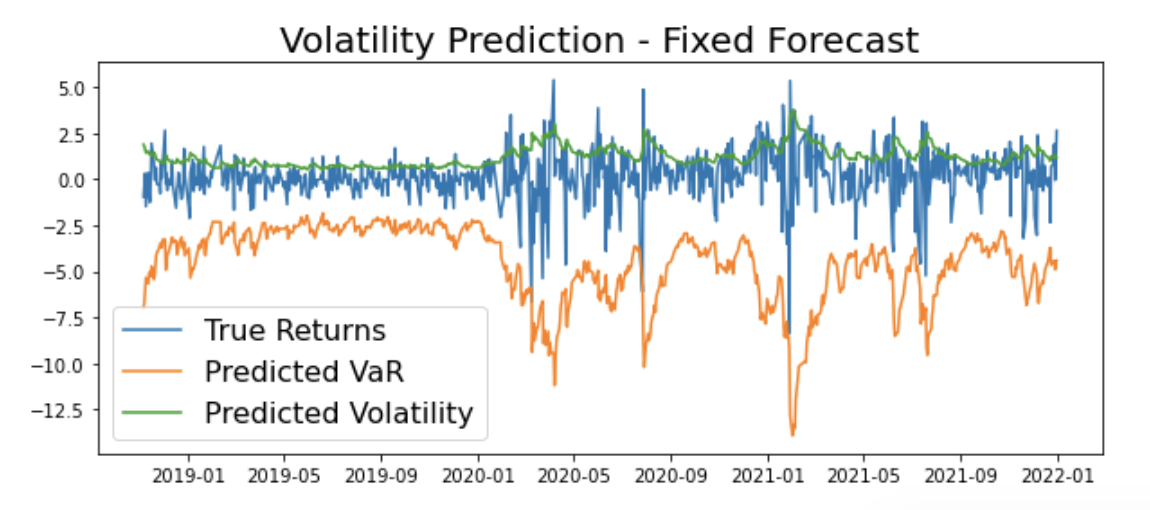 Volatility Prediction - Fixed Forecast
5.0
2.5
0.0
−2.5
−5.0
−7.5
−10.0
−12.5
True Returns
Predicted VaR
Predicted Volatility
2019-01 2019-05 2019-09 2020-01 2020-05 2020-09 2021-01 2021-05 2021-09 2022-01